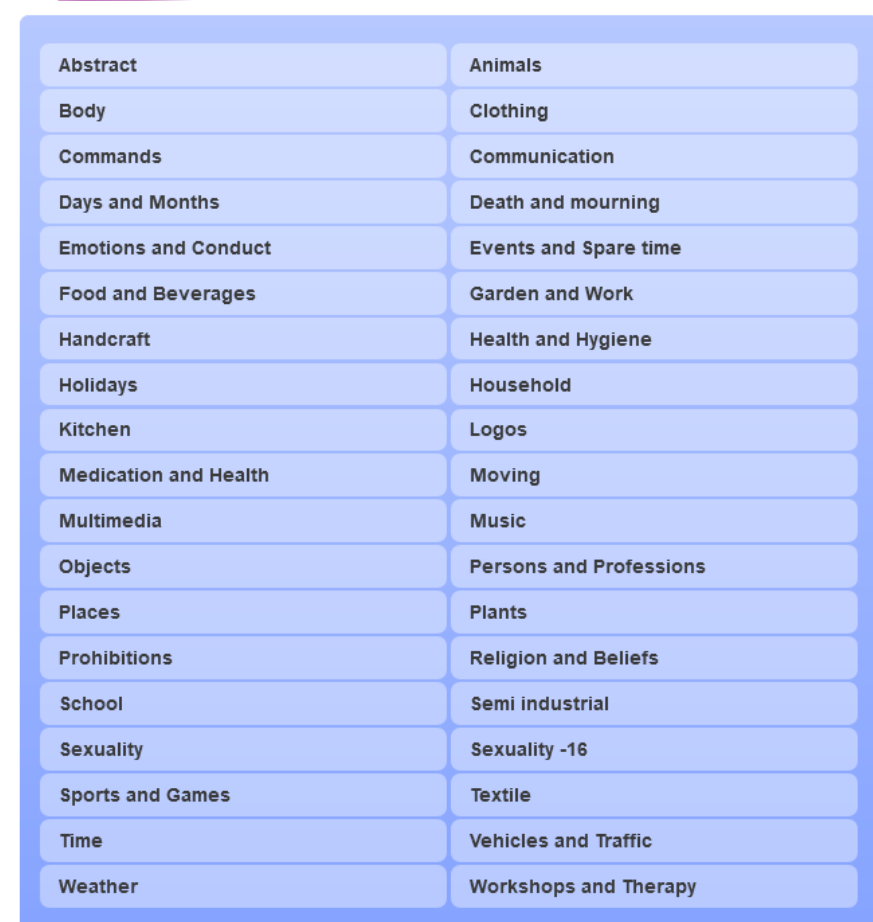 Abstract
Animals
Body
Clothing
Commands
Communication
Days and Months
Death and mourning
Emotions and Conduct
Events and Spare time
Food and Beverages
Garden and Work
Handcraft
Health and Hygiene
Holidays
Household
Kitchen
Logos
Medication and Health
Moving
Multimedia
Music
Objects
Persons and Professions
Places
Plants
Prohibitions
Religion and Beliefs
School
Semi industrial
Sexuality
Sexuality -16
Sports and Games
Textile
Time
Vehicles and Traffic
Weather
Workshops and Therapy